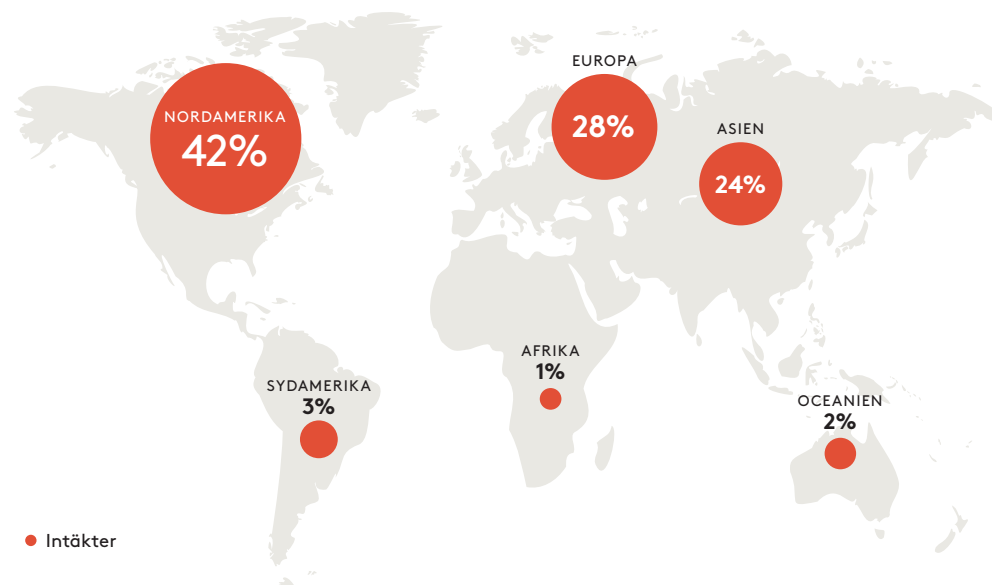 NORDAMERIKA
42%
EUROPA
28%
ASIEN
24%
SYDAMERIKA
3%
AFRIKA
1%
OCEANIEN
2%
Intäkter